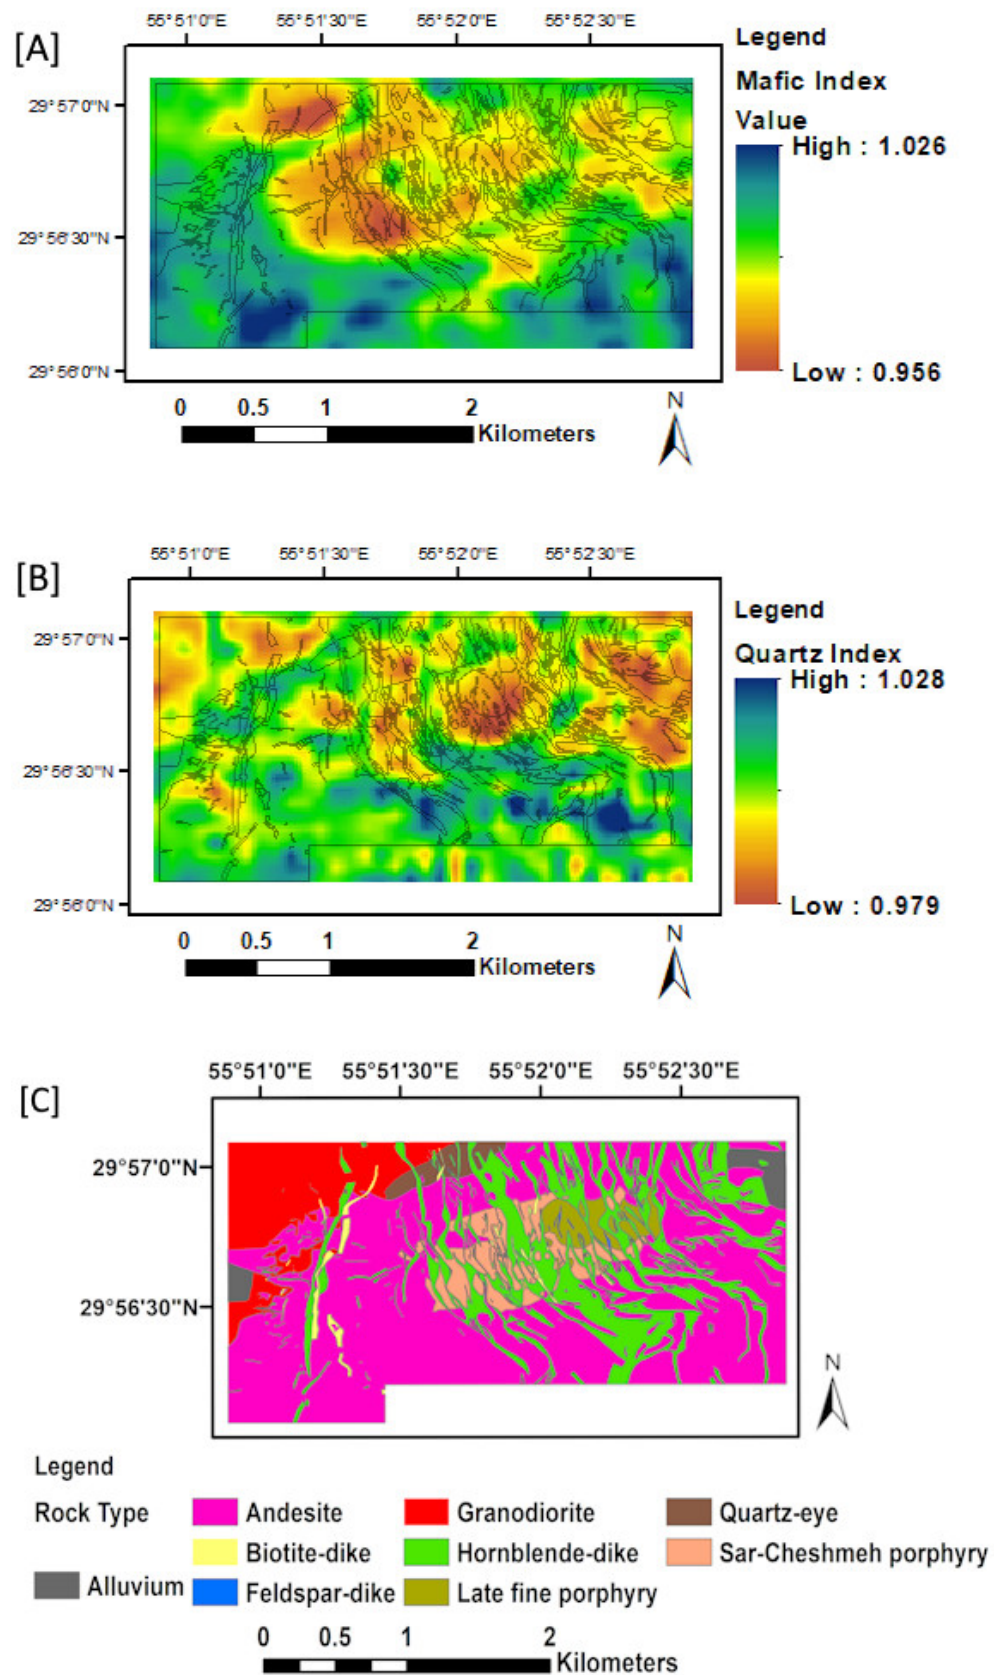 [A]
55°51'0"E 55°51'30"E 55°52'0"E 55°52'30"E
29°57'0"N
29°56'30"N
29°56'0"N
Legend
Mafic Index
Value
High : 1.026
Low : 0.956
0 0.5 1 2
Kilometers
N
[B]
55°51'0"E 55°51'30"E 55°52'0"E 55°52'30"E
29°57'0"N
29°56'30"N
29°56'0"N
Legend
Quartz Index
High : 1.028
Low : 0.979
0 0.5 1 2
Kilometers
N
[C]
55°51'0"E 55°51'30"E 55°52'0"E 55°52'30"E
29°57'0"N
29°56'30"N
N
Legend
Rock Type Andesite Granodiorite Quartz-eye
Biotite-dike Hornblende-dike Sar-Cheshmeh porphyry
Alluvium Feldspar-dike Late fine porphyry
0 0.5 1 2
Kilometers